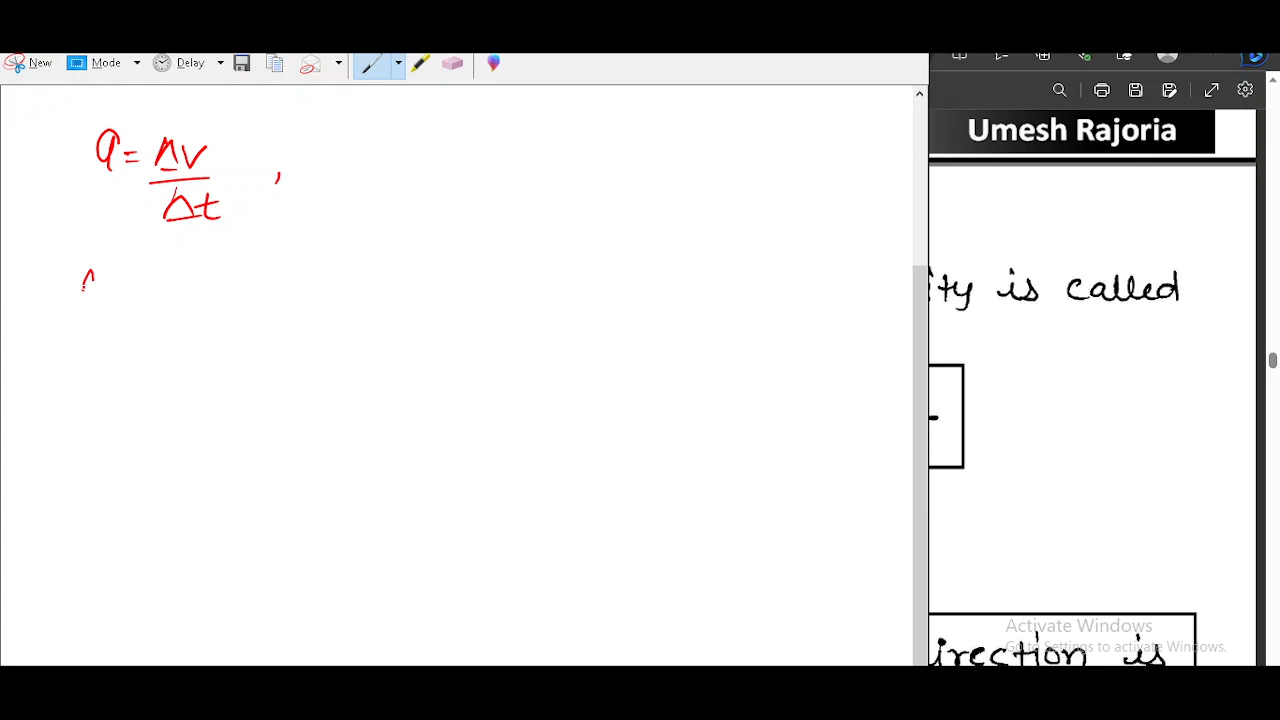 New Mode Delay
Umesh Rajoria
a = Δv
Δt ,
ity is called
irection is
Activate Windows
Go to Settings to activate Windows.